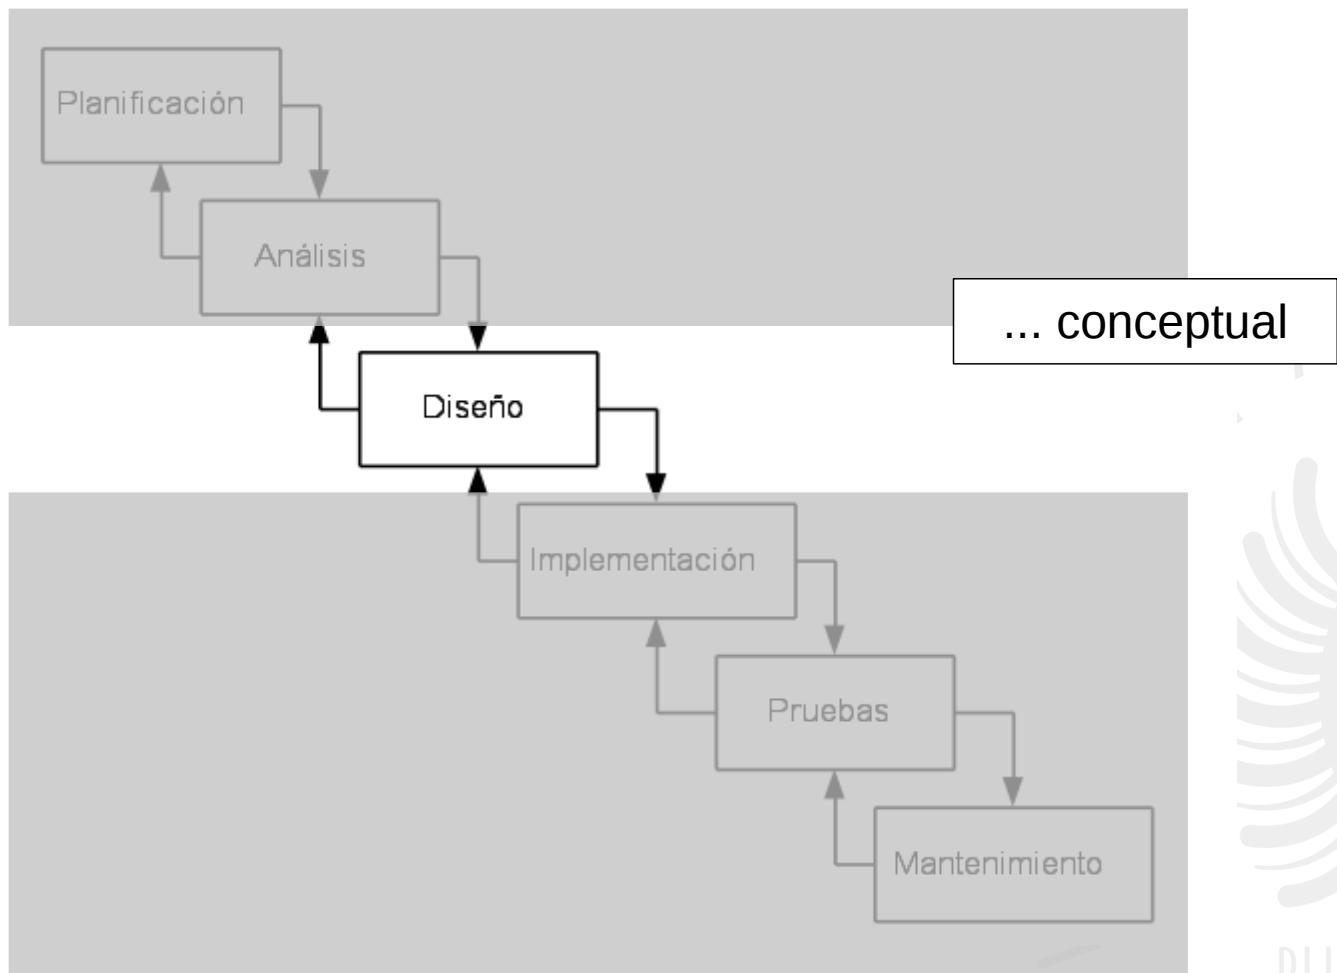 Planificación
Análisis
... conceptual
Diseño
Implementación
Pruebas
Mantenimiento